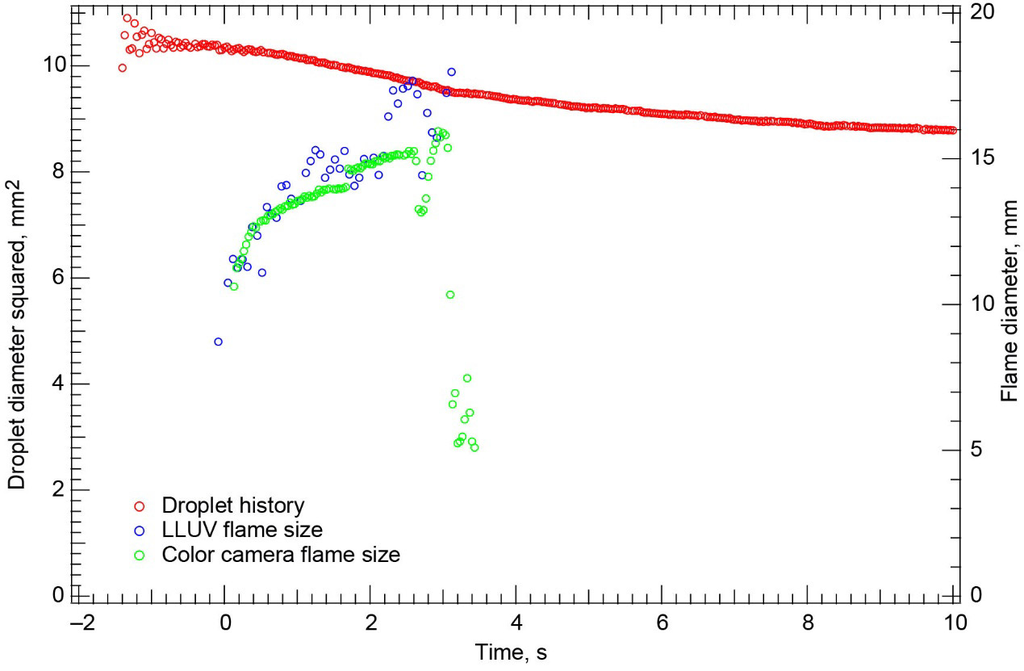 10
8
6
4
2
0
Droplet diameter squared, mm2
20
15
10
5
0
Flame diameter, mm
Droplet history
LLUV flame size
Color camera flame size
–2 0 2 4 6 8 10
Time, s